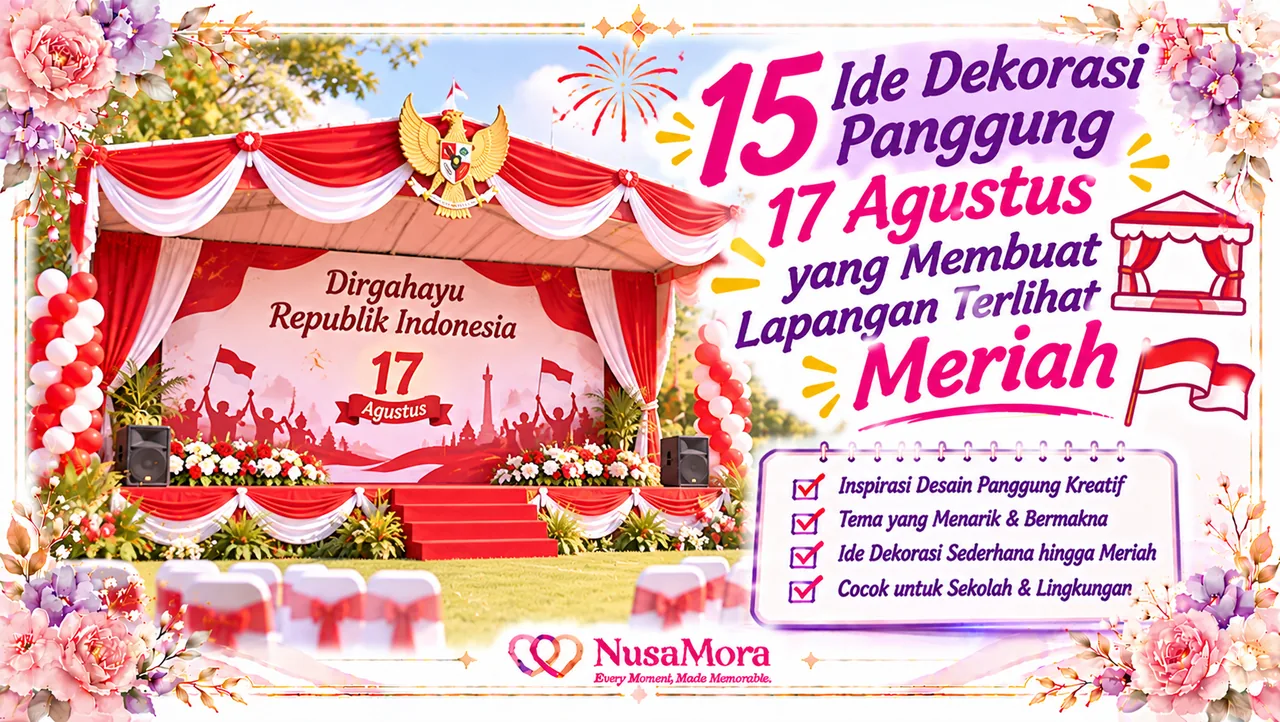 Dirgahayu
Republik Indonesia
17
Agustus
15 Ide Dekorasi
Panggung
17 Agustus
yang Membuat
Lapangan Terlihat
Meriah
Inspirasi Desain Panggung Kreatif
Tema yang Menarik & Bermakna
Ide Dekorasi Sederhana hingga Meriah
Cocok untuk Sekolah & Lingkungan
NusaMora
Every Moment, Made Memorable.